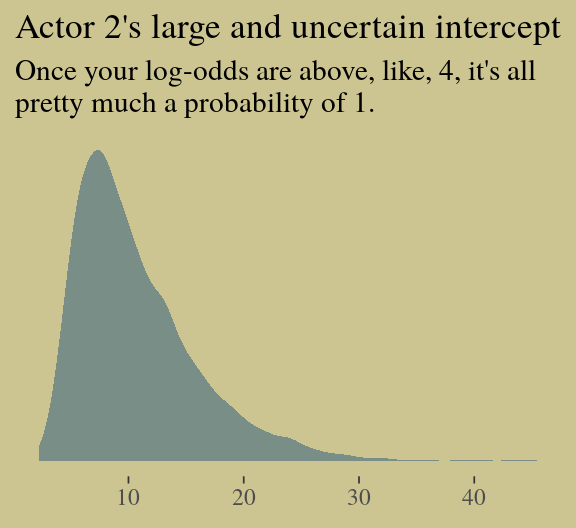 Actor 2's large and uncertain intercept
Once your log-odds are above, like, 4, it's all
pretty much a probability of 1.
10 20 30 40